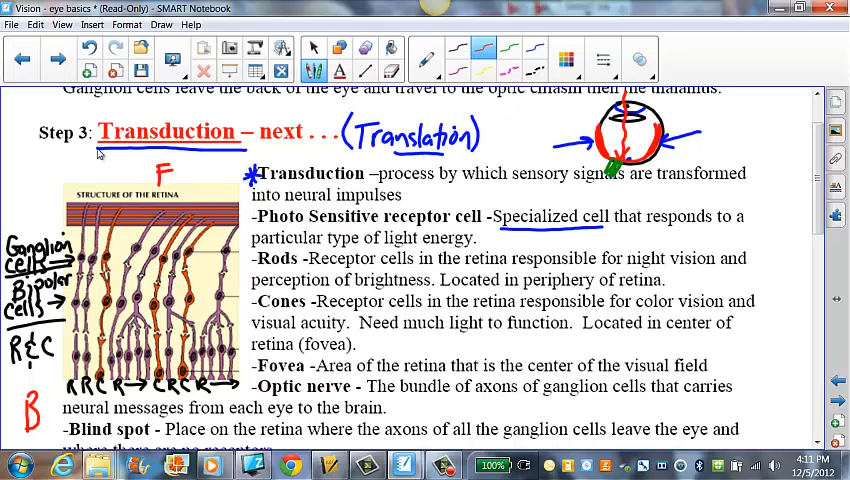 Vision - eye basics * (Read-Only) - SMART Notebook
File Edit View Insert Format Tools Draw Help
Ganglion cells leave the back of the eye and travel to the optic chiasm then the thalamus.
Step 3: Transduction – next . . . (Translation)
F
*Transduction –process by which sensory signals are transformed
into neural impulses
-Photo Sensitive receptor cell -Specialized cell that responds to a
particular type of light energy.
-Rods -Receptor cells in the retina responsible for night vision and
perception of brightness. Located in periphery of retina.
-Cones -Receptor cells in the retina responsible for color vision and
visual acuity. Need much light to function. Located in center of
retina (fovea).
-Fovea - Area of the retina that is the center of the visual field
-Optic nerve - The bundle of axons of ganglion cells that carries
neural messages from each eye to the brain.
-Blind spot - Place on the retina where the axons of all the ganglion cells leave the eye and
where there are no receptors
STRUCTURE OF THE RETINA
Ganglion
cells
Bipolar
Cells
R & C
R R C R C R C R
B
100%
4:11 PM
12/5/2012